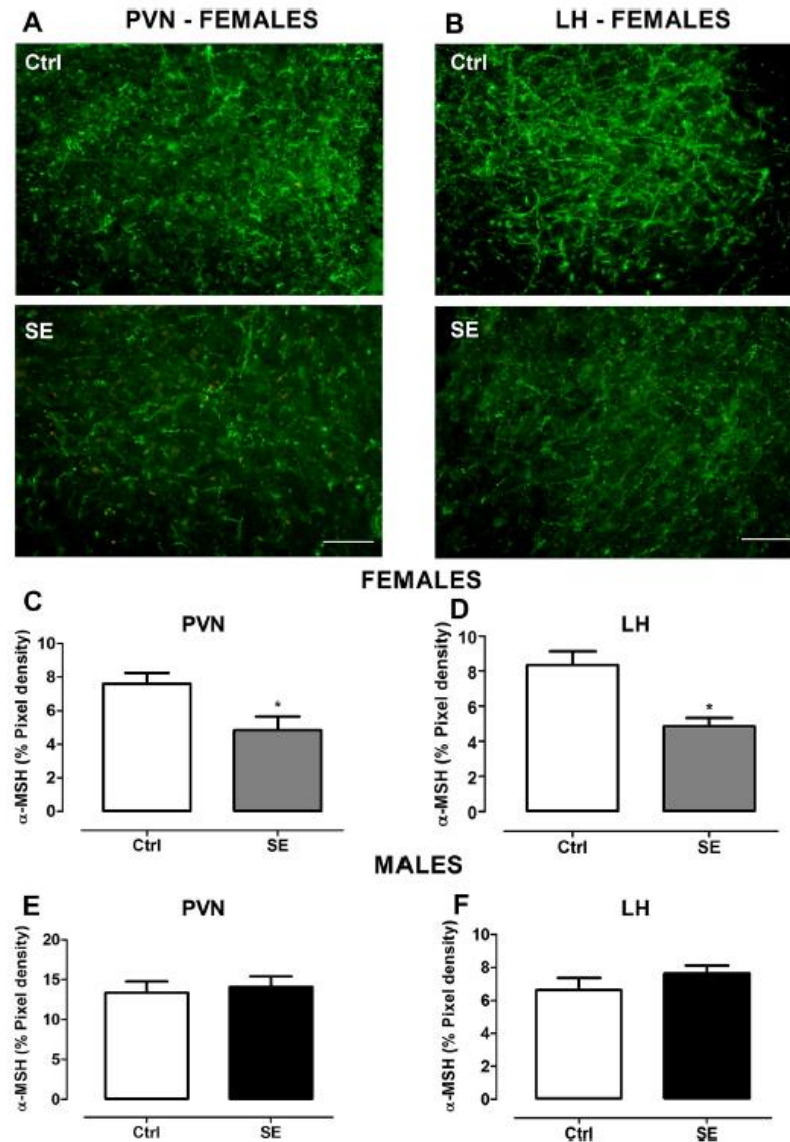 A PVN - FEMALES
B LH - FEMALES
Ctrl
Ctrl
SE
SE
FEMALES
C PVN
α-MSH (% Pixel density)
10
8
6
4
2
0
*
Ctrl SE
D LH
α-MSH (% Pixel density)
10
8
6
4
2
0
*
Ctrl SE
MALES
E PVN
α-MSH (% Pixel density)
20
15
10
5
0
Ctrl SE
F LH
α-MSH (% Pixel density)
10
8
6
4
2
0
Ctrl SE